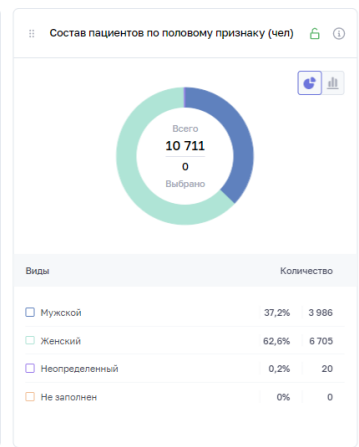 Состав пациентов по половому признаку (чел)
Всего
10 711
0
Выбрано
Виды Количество
Мужской 37,2% 3 986
Женский 62,6% 6 705
Неопределенный 0,2% 20
Не заполнен 0% 0